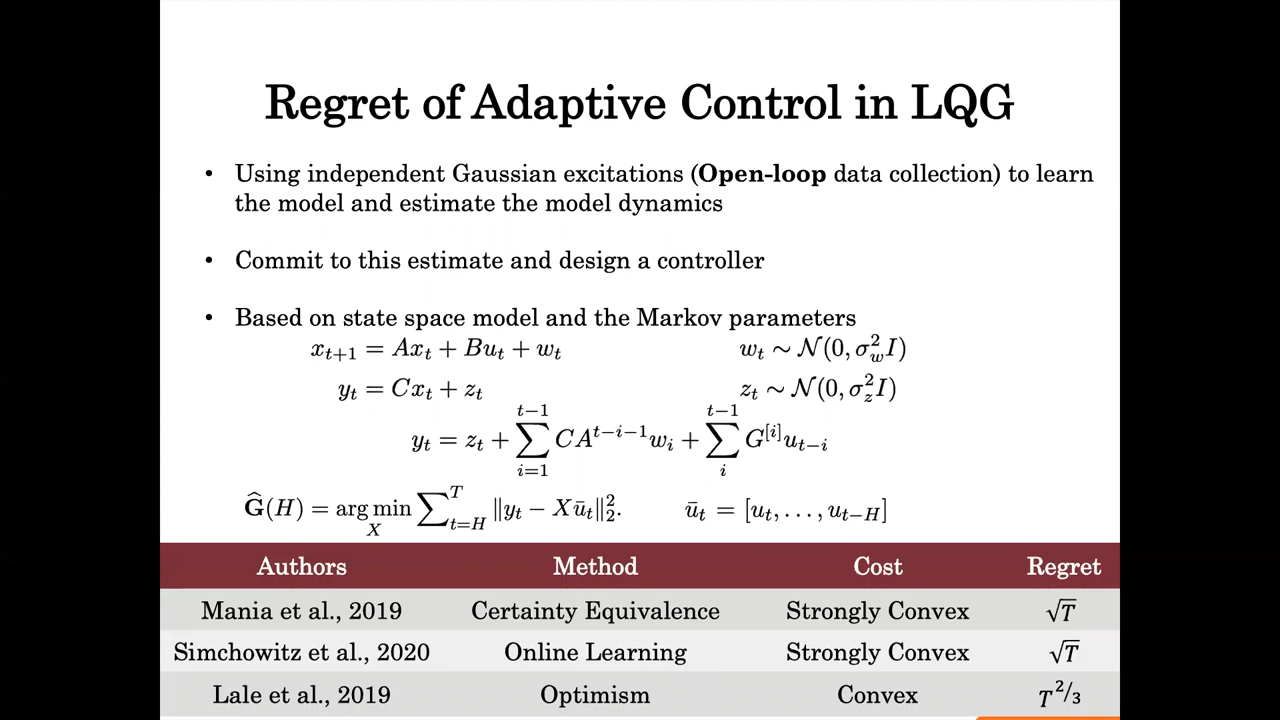 Regret of Adaptive Control in LQG
• Using independent Gaussian excitations (Open-loop data collection) to learn
the model and estimate the model dynamics
• Commit to this estimate and design a controller
• Based on state space model and the Markov parameters
x_{t+1} = Ax_t + Bu_t + w_t    w_t ∼ 𝒩(0, σ_w^2 I)
y_t = Cx_t + z_t    z_t ∼ 𝒩(0, σ_z^2 I)
y_t = z_t + ∑_{i=1}^{t−1} CA^{t−i−1} w_i + ∑_i^{t−1} G^{[i]} u_{t−i}
Ĝ(H) = arg min_X ∑_{t=H}^T ‖y_t − Xū_t‖_2^2.    ū_t = [u_t, . . . , u_{t−H}]
Authors Method Cost Regret
Mania et al., 2019 Certainty Equivalence Strongly Convex √T
Simchowitz et al., 2020 Online Learning Strongly Convex √T
Lale et al., 2019 Optimism Convex T^{2/3}